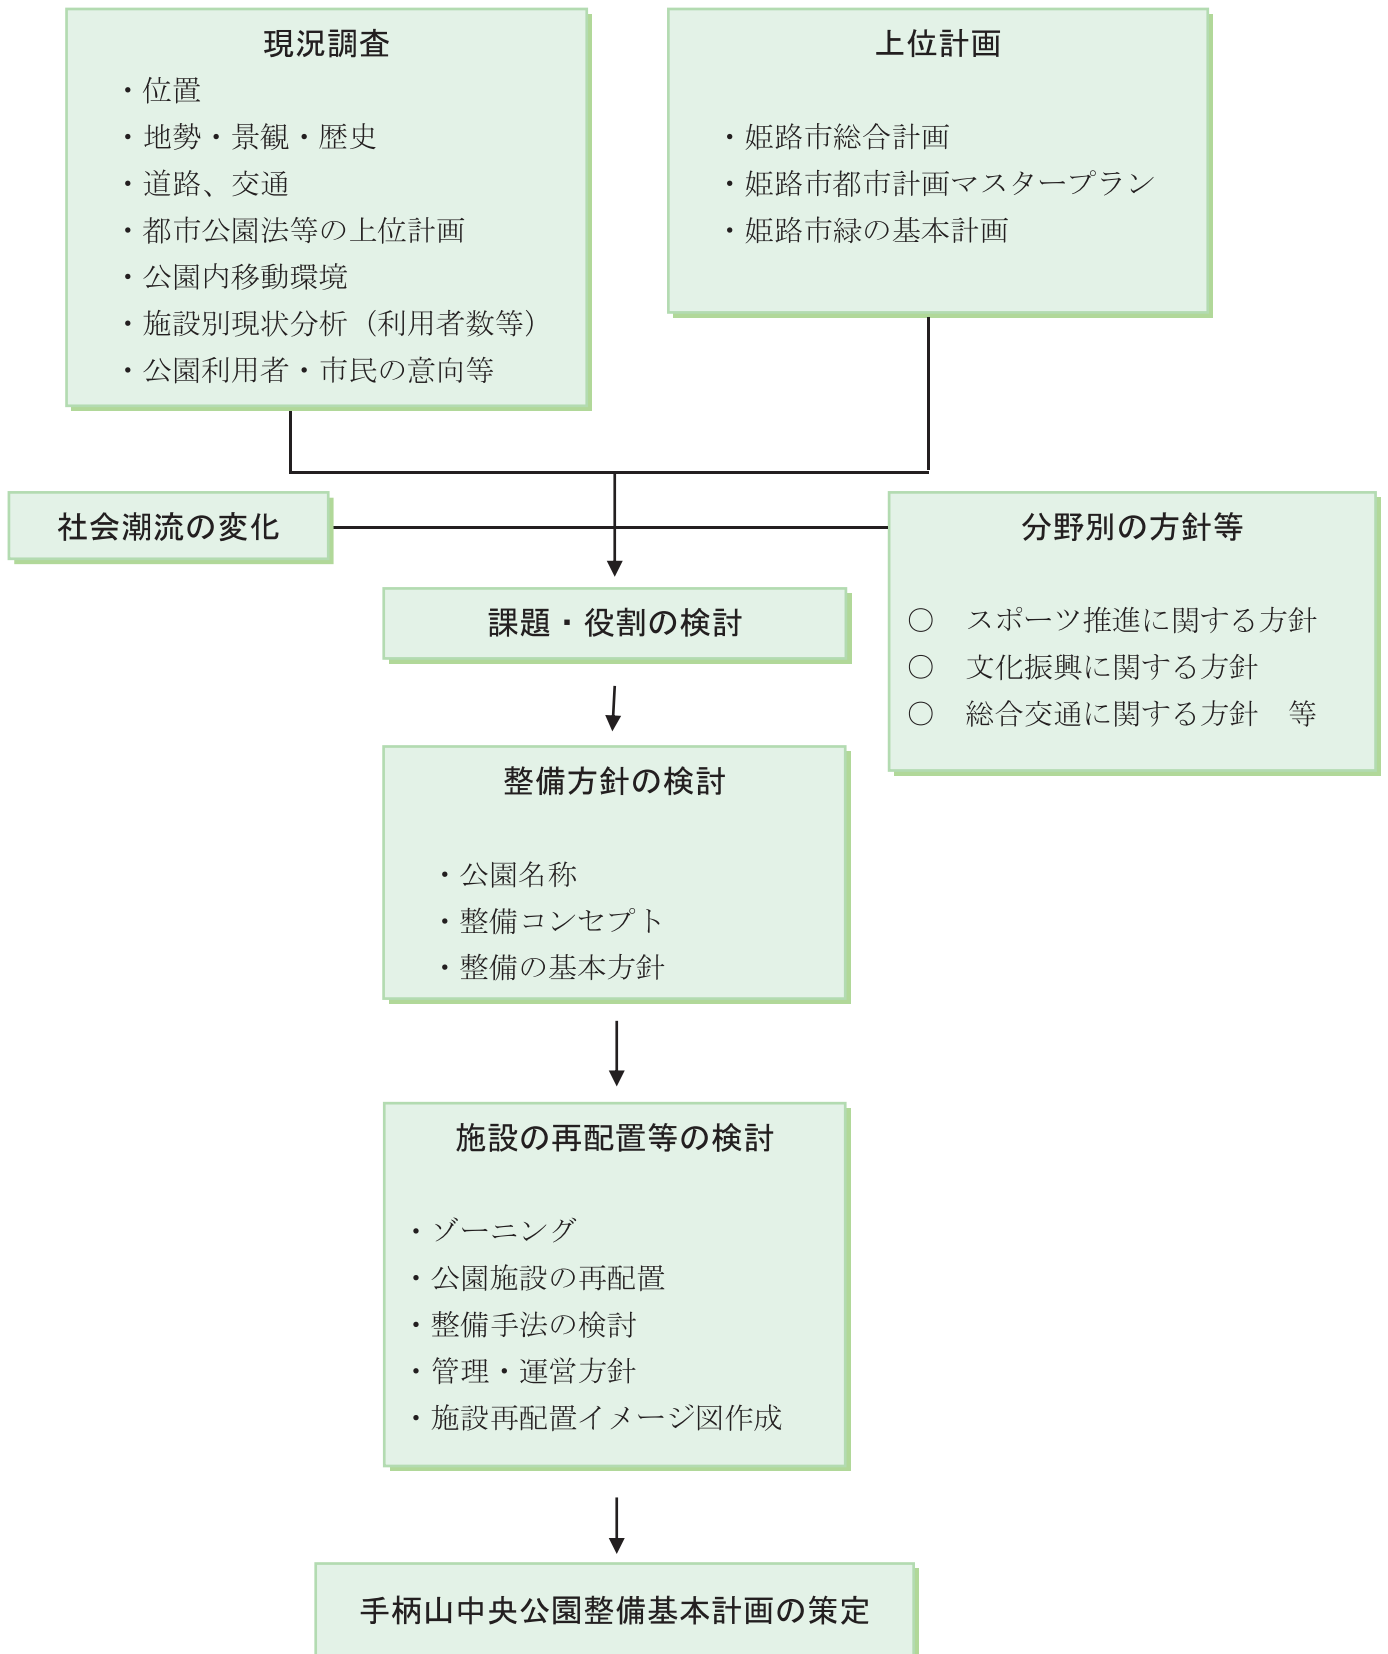 現況調査
・位置
・地勢・景観・歴史
・道路、交通
・都市公園法等の上位計画
・公園内移動環境
・施設別現状分析（利用者数等）
・公園利用者・市民の意向等
上位計画
・姫路市総合計画
・姫路市都市計画マスタープラン
・姫路市緑の基本計画
社会潮流の変化
分野別の方針等
〇　スポーツ推進に関する方針
〇　文化振興に関する方針
〇　総合交通に関する方針　等
課題・役割の検討
整備方針の検討
・公園名称
・整備コンセプト
・整備の基本方針
施設の再配置等の検討
・ゾーニング
・公園施設の再配置
・整備手法の検討
・管理・運営方針
・施設再配置イメージ図作成
手柄山中央公園整備基本計画の策定